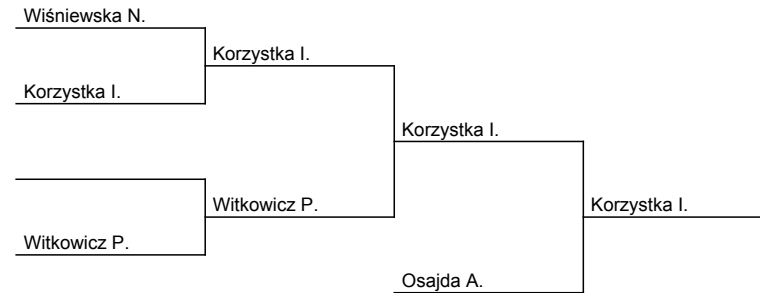 Wiśniewska N.
Korzystka I.
Korzystka I.
Korzystka I.
Witkowicz P.
Korzystka I.
Witkowicz P.
Osajda A.